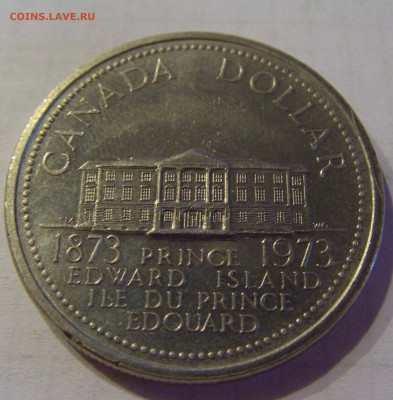 COINS.LAVE.RU
CANADA DOLLAR
1873 PRINCE 1973
EDWARD ISLAND
ILE DU PRINCE
EDOUARD